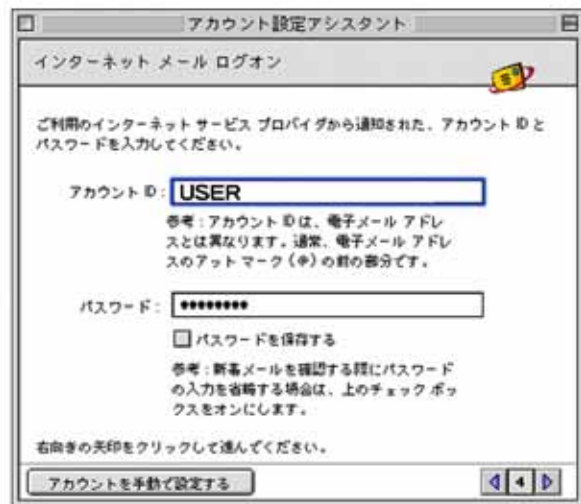 アカウント設定アシスタント
インターネット メール ログオン
ご利用のインターネット サービス プロバイダから通知された、アカウント ID と
パスワードを入力してください。
アカウント ID : USER
参考 : アカウント ID は、電子メール アドレ
スとは異なります。通常、電子メール アドレ
スのアット マーク (@) の前の部分です。
パスワード : ••••••••
パスワードを保存する
参考 : 新着メールを確認する際にパスワード
の入力を省略する場合は、上のチェック ボッ
クスをオンにします。
右向きの矢印をクリックして進んでください。
アカウントを手動で設定する
4